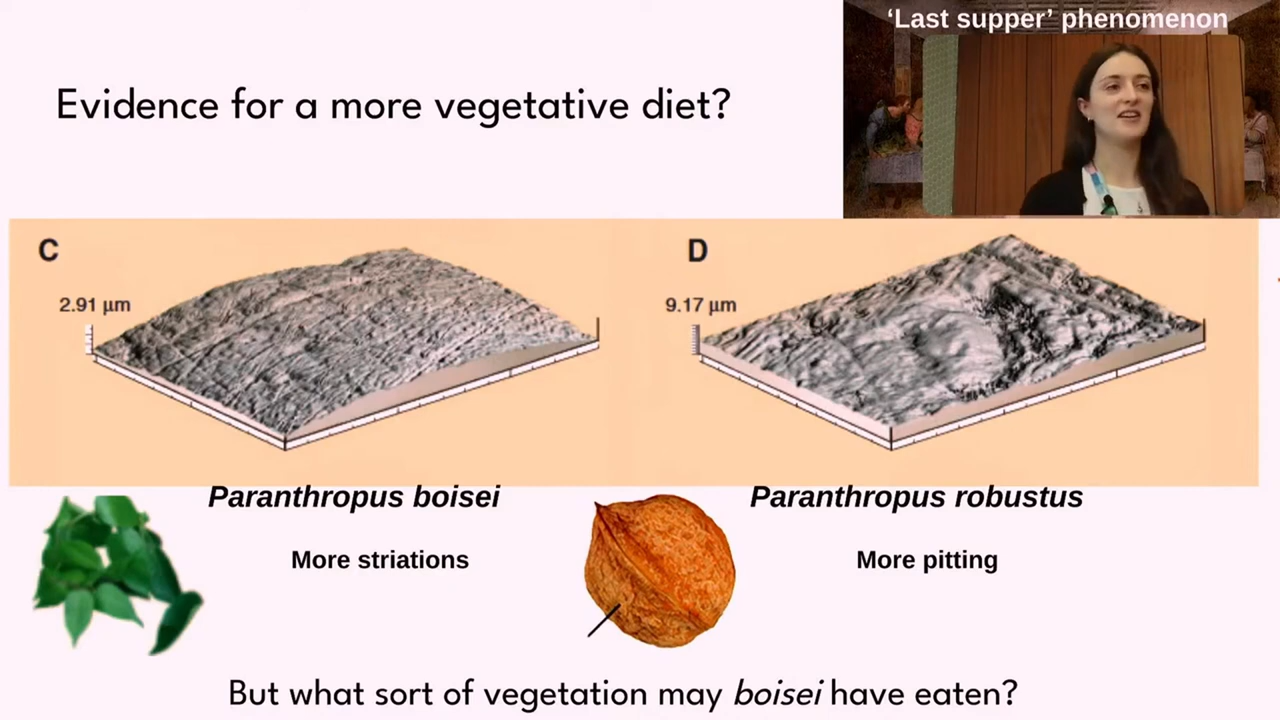 ‘Last supper’ phenomenon
Evidence for a more vegetative diet?
C
2.91 µm
D
9.17 µm
Paranthropus boisei
Paranthropus robustus
More striations
More pitting
But what sort of vegetation may boisei have eaten?